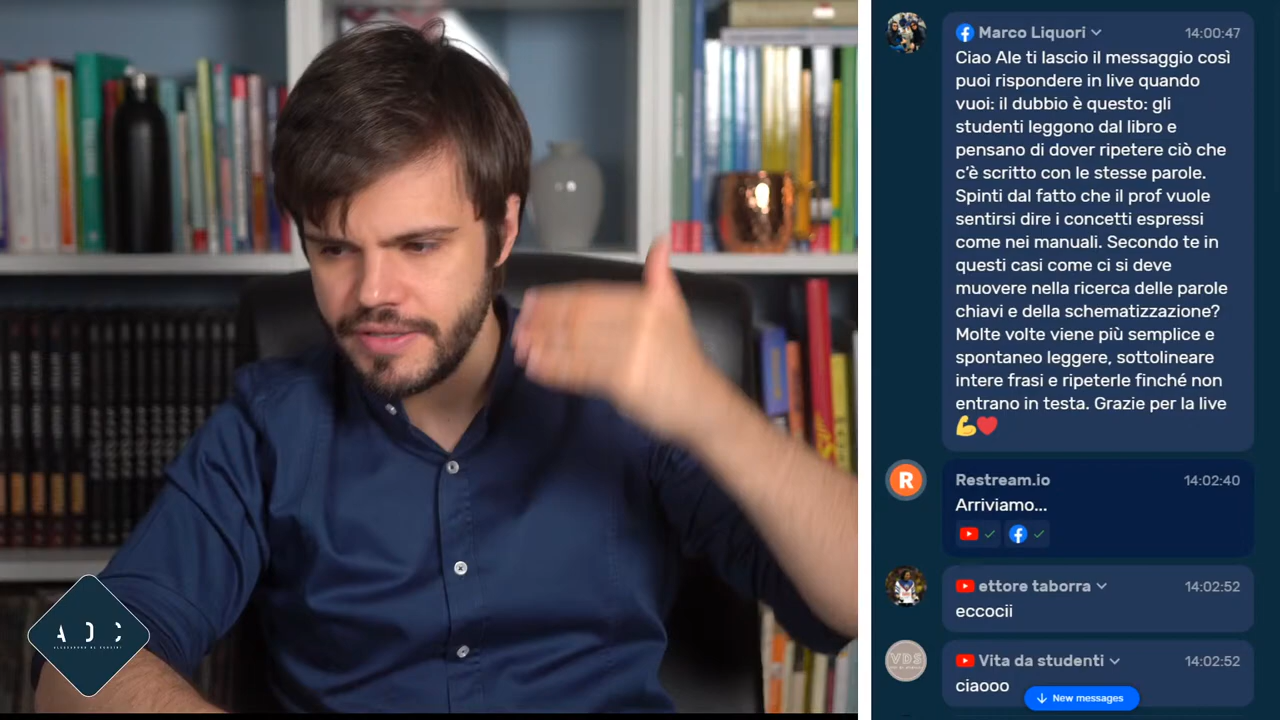 Marco Liquori
14:00:47
Ciao Ale ti lascio il messaggio così
puoi rispondere in live quando
vuoi: il dubbio è questo: gli
studenti leggono dal libro e
pensano di dover ripetere ciò che
c'è scritto con le stesse parole.
Spinti dal fatto che il prof vuole
sentirsi dire i concetti espressi
come nei manuali. Secondo te in
questi casi come ci si deve
muovere nella ricerca delle parole
chiavi e della schematizzazione?
Molte volte viene più semplice e
spontaneo leggere, sottolineare
intere frasi e ripeterle finché non
entrano in testa. Grazie per la live
💪❤️
R
Restream.io
14:02:40
Arriviamo...
ettore taborra
14:02:52
eccocii
VDS
Vita da studenti
14:02:52
ciaooo
New messages